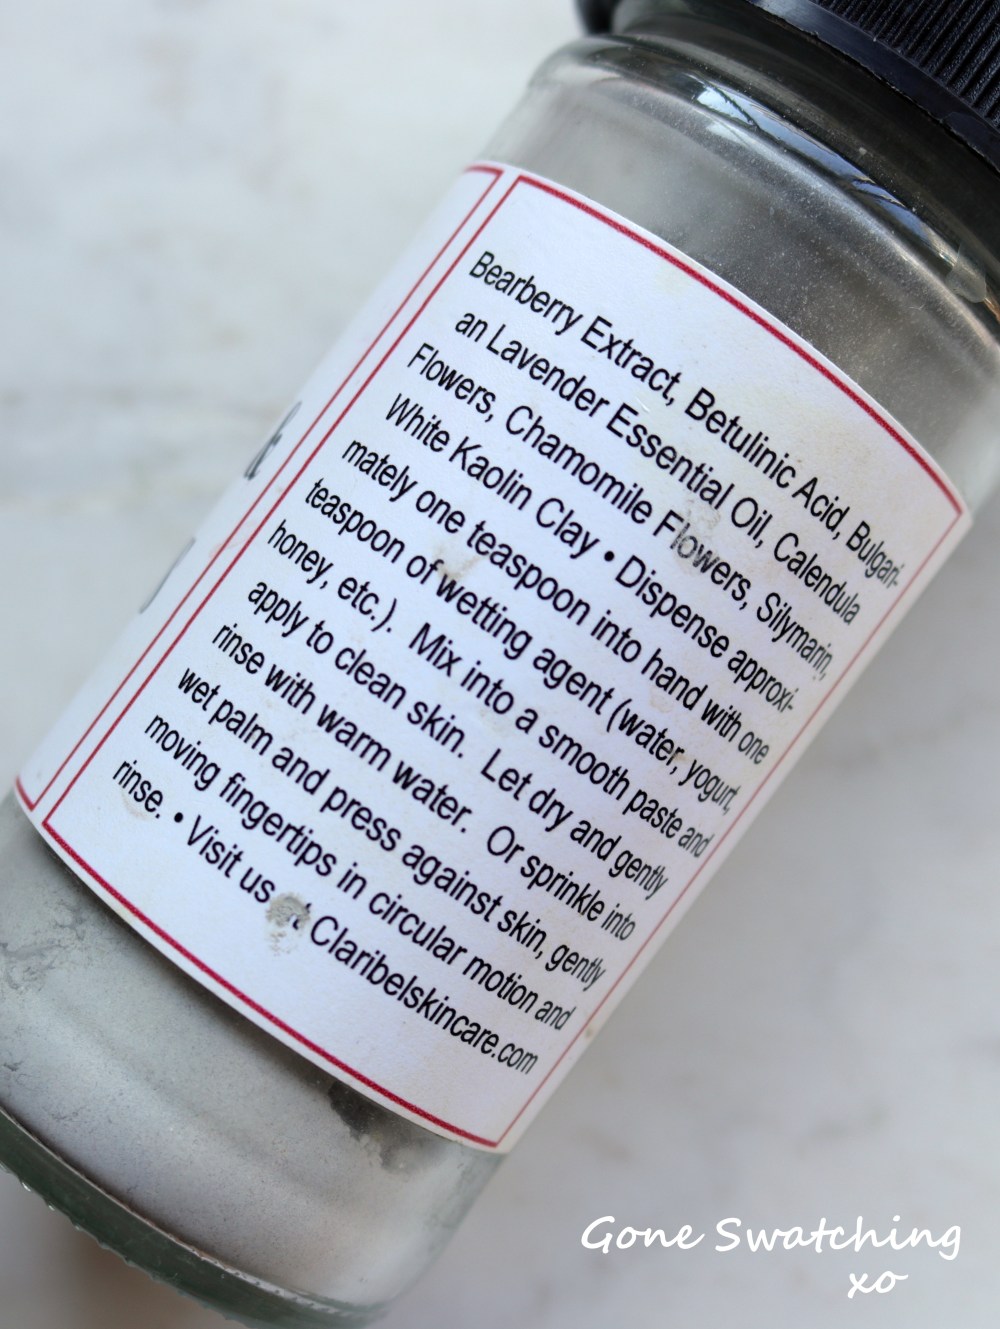 Bearberry Extract, Betulinic Acid, Bulgari-
an Lavender Essential Oil, Calendula
Flowers, Chamomile Flowers, Silymarin,
White Kaolin Clay • Dispense approxi-
mately one teaspoon into hand with one
teaspoon of wetting agent (water, yogurt,
honey, etc.). Mix into a smooth paste and
apply to clean skin. Let dry and gently
rinse with warm water. Or sprinkle into
wet palm and press against skin, gently
moving fingertips in circular motion and
rinse. • Visit us at Claribelskincare.com
Gone Swatching
xo